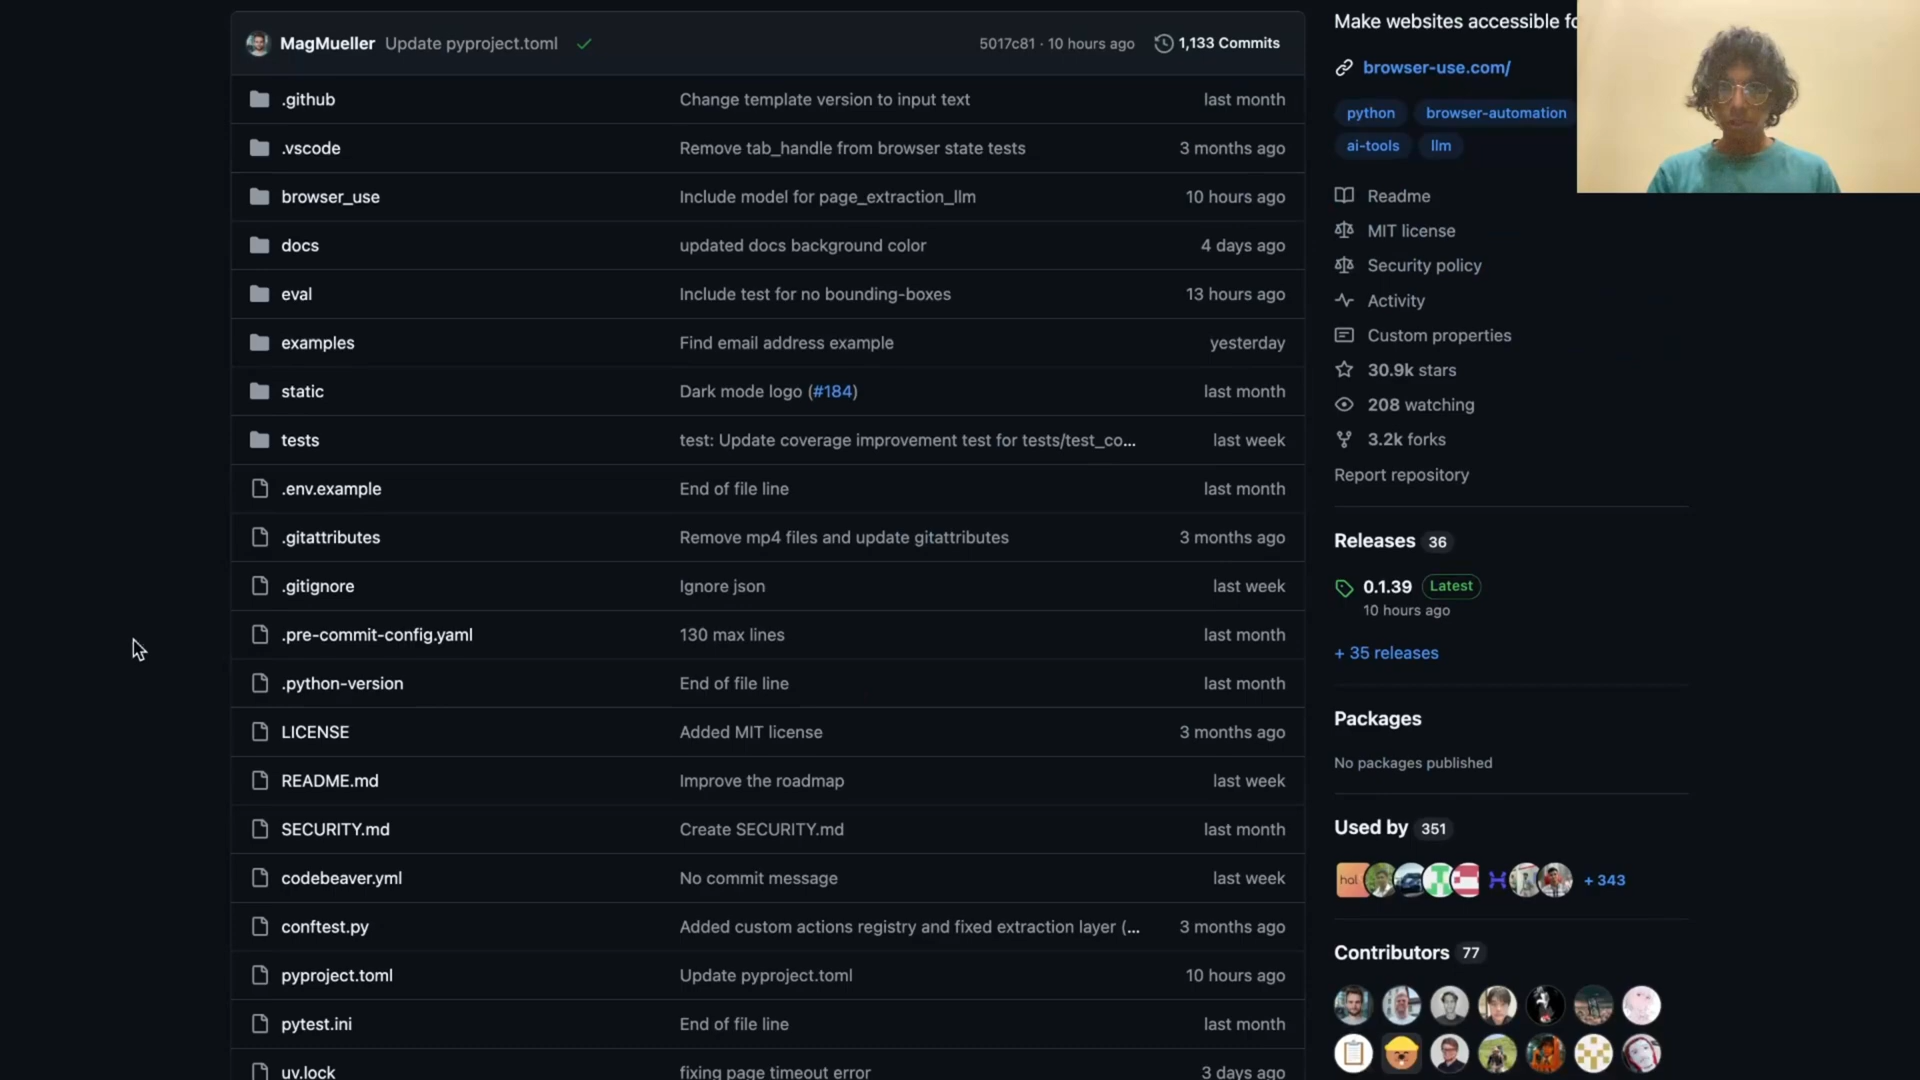 MagMueller Update pyproject.toml 5017c81 · 10 hours ago 1,133 Commits
.github Change template version to input text last month
.vscode Remove tab_handle from browser state tests 3 months ago
browser_use Include model for page_extraction_llm 10 hours ago
docs updated docs background color 4 days ago
eval Include test for no bounding-boxes 13 hours ago
examples Find email address example yesterday
static Dark mode logo (#184) last month
tests test: Update coverage improvement test for tests/test_co... last week
.env.example End of file line last month
.gitattributes Remove mp4 files and update gitattributes 3 months ago
.gitignore Ignore json last week
.pre-commit-config.yaml 130 max lines last month
.python-version End of file line last month
LICENSE Added MIT license 3 months ago
README.md Improve the roadmap last week
SECURITY.md Create SECURITY.md last month
codebeaver.yml No commit message last week
conftest.py Added custom actions registry and fixed extraction layer (... 3 months ago
pyproject.toml Update pyproject.toml 10 hours ago
pytest.ini End of file line last month
uv.lock fixing page timeout error 3 days ago
Make websites accessible
browser-use.com/
python browser-automation
ai-tools llm
Readme
MIT license
Security policy
Activity
Custom properties
30.9k stars
208 watching
3.2k forks
Report repository
Releases 36
0.1.39 Latest
10 hours ago
+ 35 releases
Packages
No packages published
Used by 351
hal.
+ 343
Contributors 77